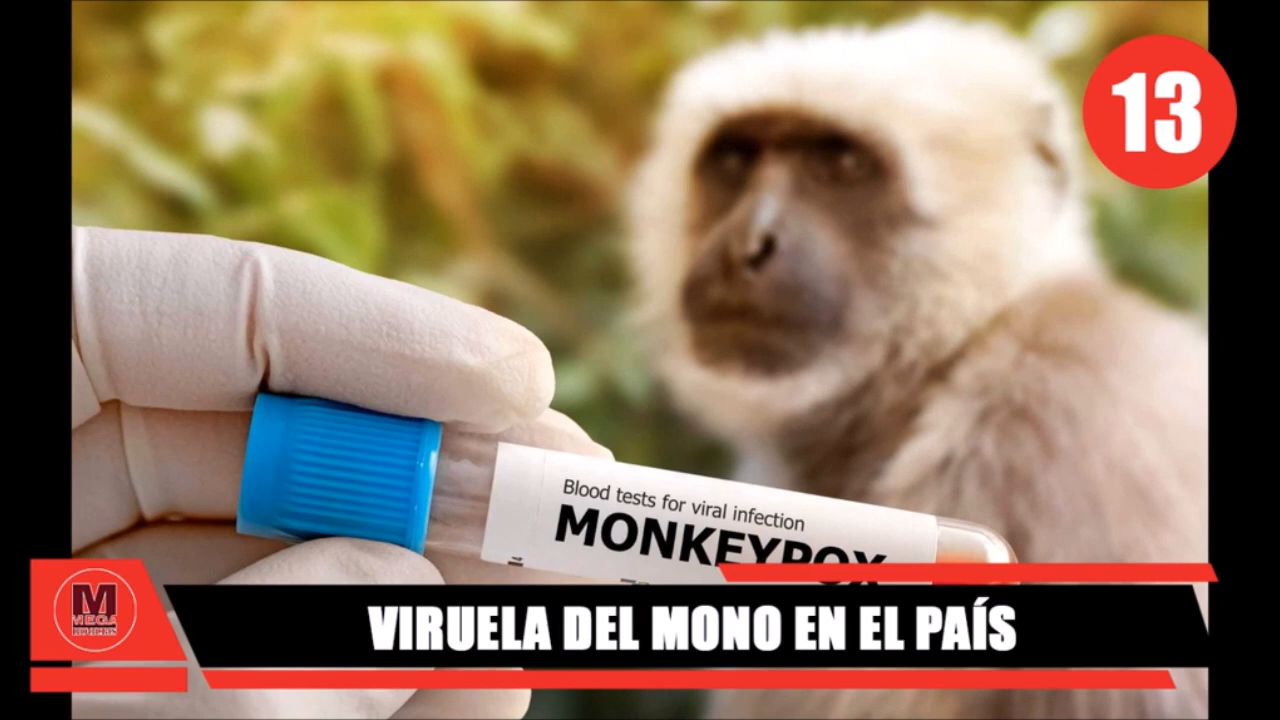 13
Blood tests for viral infection
MONKEYPOX
M
MEGA
VIRUELA DEL MONO EN EL PAÍS